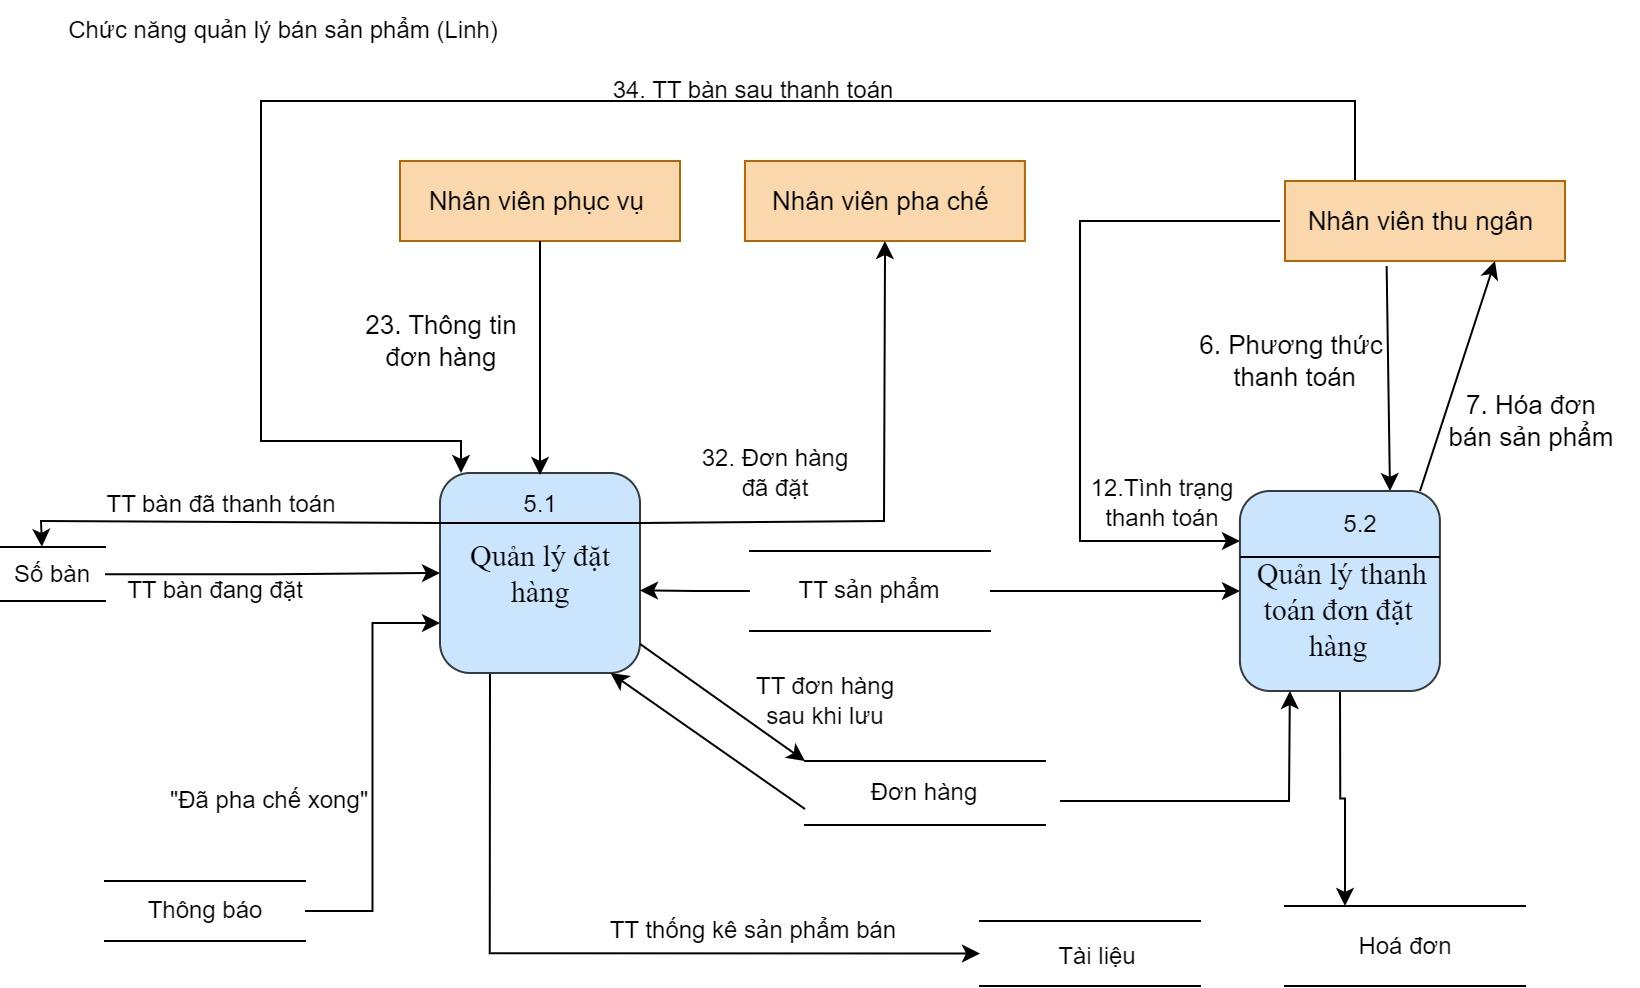 Chức năng quản lý bán sản phẩm (Linh)
34. TT bàn sau thanh toán
Nhân viên phục vụ
Nhân viên pha chế
Nhân viên thu ngân
23. Thông tin
đơn hàng
6. Phương thức
thanh toán
7. Hóa đơn
bán sản phẩm
32. Đơn hàng
đã đặt
12.Tình trạng
thanh toán
TT bàn đã thanh toán
5.1
Quản lý đặt
hàng
5.2
Quản lý thanh
toán đơn đặt
hàng
Số bàn
TT bàn đang đặt
TT sản phẩm
TT đơn hàng
sau khi lưu
Đơn hàng
"Đã pha chế xong"
Thông báo
TT thống kê sản phẩm bán
Tài liệu
Hoá đơn